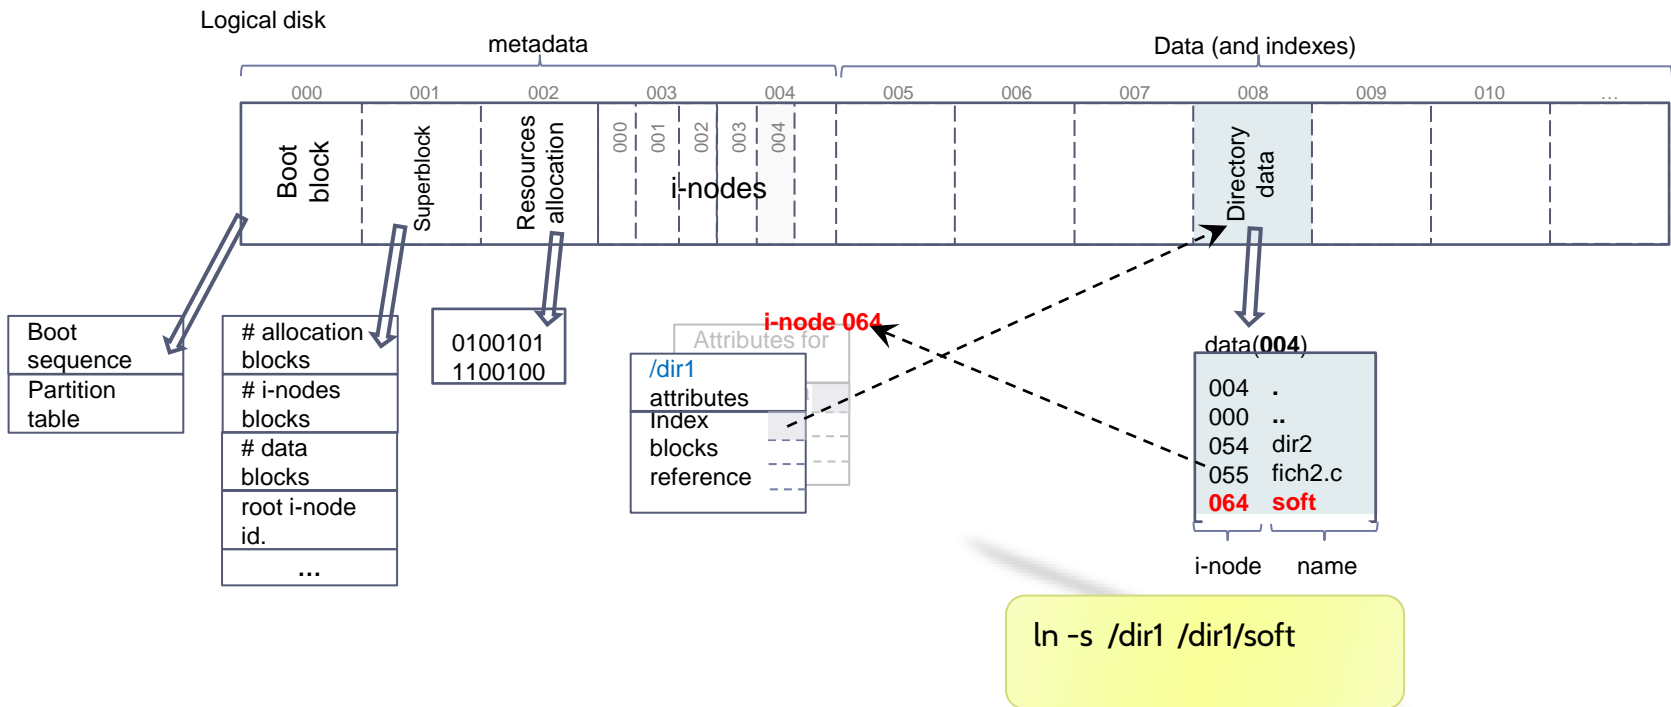 Logical disk
metadata
Data (and indexes)
000 001 002 003 004 005 006 007 008 009 010 ...
Boot
block
Superblock
Resources
allocation
000 001 002 003 004
i-nodes
Directory
data
Boot
sequence
Partition
table
# allocation
blocks
# i-nodes
blocks
# data
blocks
root i-node
id.
...
0100101
1100100
i-node 064
Attributes for
/dir1
attributes
Index
blocks
reference
data(004)
004 .
000 ..
054 dir2
055 fich2.c
064 soft
i-node name
ln -s /dir1 /dir1/soft